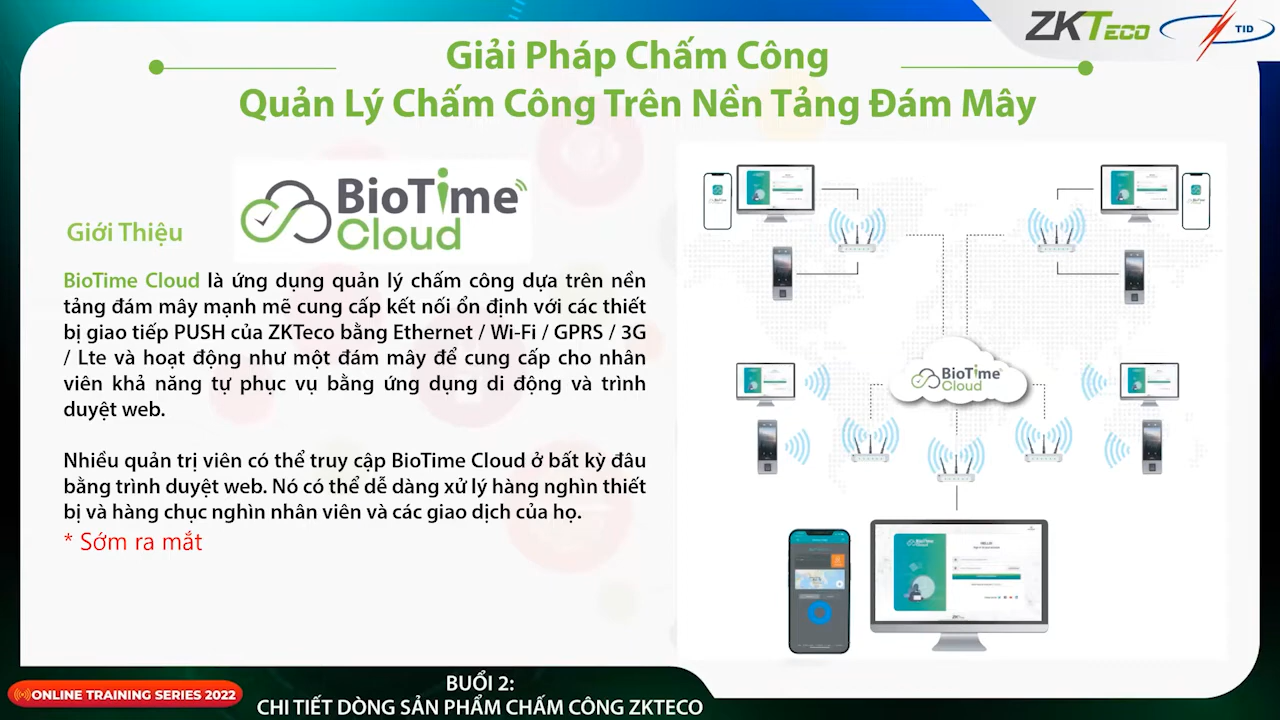 ZKTECO
TID
Giải Pháp Chấm Công
Quản Lý Chấm Công Trên Nền Tảng Đám Mây
BioTime
Cloud
Giới Thiệu
BioTime Cloud là ứng dụng quản lý chấm công dựa trên nền
tảng đám mây mạnh mẽ cung cấp kết nối ổn định với các thiết
bị giao tiếp PUSH của ZKTeco bằng Ethernet / Wi-Fi / GPRS / 3G
/ Lte và hoạt động như một đám mây để cung cấp cho nhân
viên khả năng tự phục vụ bằng ứng dụng di động và trình
duyệt web.
Nhiều quản trị viên có thể truy cập BioTime Cloud ở bất kỳ đâu
bằng trình duyệt web. Nó có thể dễ dàng xử lý hàng nghìn thiết
bị và hàng chục nghìn nhân viên và các giao dịch của họ.
* Sớm ra mắt
BioTime
Cloud
BioTime
Cloud
HELLO!
ZKTECO
ONLINE TRAINING SERIES 2022
BUỔI 2:
CHI TIẾT DÒNG SẢN PHẨM CHẤM CÔNG ZKTECO